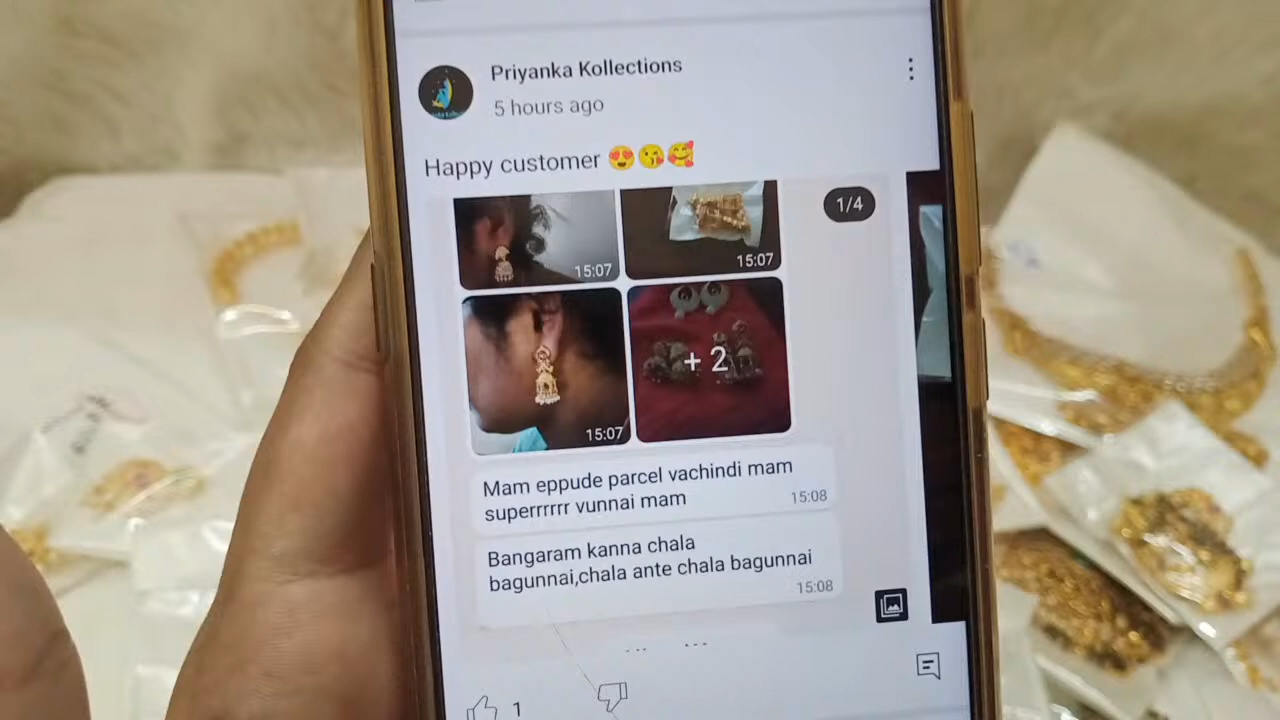 Priyanka Kollections
5 hours ago
Happy customer 😍😘🥰
1/4
15:07
15:07
15:07
+ 2
Mam eppude parcel vachindi mam
superrrrrr vunnai mam
15:08
Bangaram kanna chala
bagunnai,chala ante chala bagunnai
15:08
1